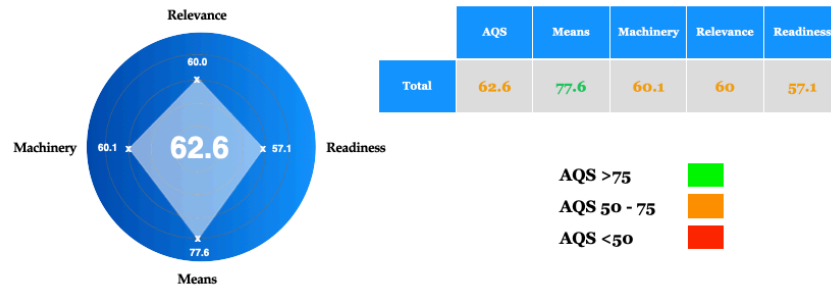 Relevance
60.0
Machinery
60.1
62.6
57.1
Readiness
77.6
Means
AQS Means Machinery Relevance Readiness
Total 62.6 77.6 60.1 60 57.1
AQS >75
AQS 50 - 75
AQS <50